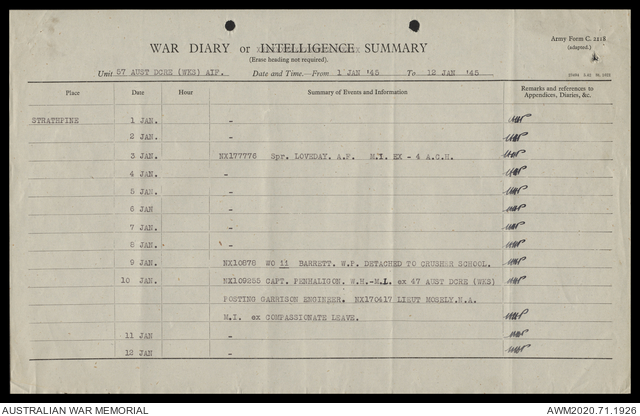 Army Form C. 2118
(adapted.)
WAR DIARY or INTELLIGENCE SUMMARY
(Erase heading not required).
Unit 57 AUST DCRE (WKS) AIF. Date and Time.—From 1 JAN '45 To 12 JAN '45
Place Date Hour Summary of Events and Information Remarks and references to Appendices, Diaries, &c.
STRATHPINE 1 JAN. -
2 JAN. -
3 JAN. NX177776 Spr. LOVEDAY. A.F. M.I. EX - 4 A.G.H.
4 JAN. -
5 JAN. -
6 JAN -
7 JAN. -
8 JAN. -
9 JAN. NX10878 WO 11 BARRETT. W.F. DETACHED TO CRUSHER SCHOOL.
10 JAN. NX109255 CAPT. PENHALIGON. W.H.-M.I. ex 47 AUST DCRE (WKS)
POSTING GARRISON ENGINEER. NX170417 LIEUT MOSELY.N.A.
M.I. ex COMPASSIONATE LEAVE.
11 JAN -
12 JAN -
AUSTRALIAN WAR MEMORIAL
AWM2020.71.1926